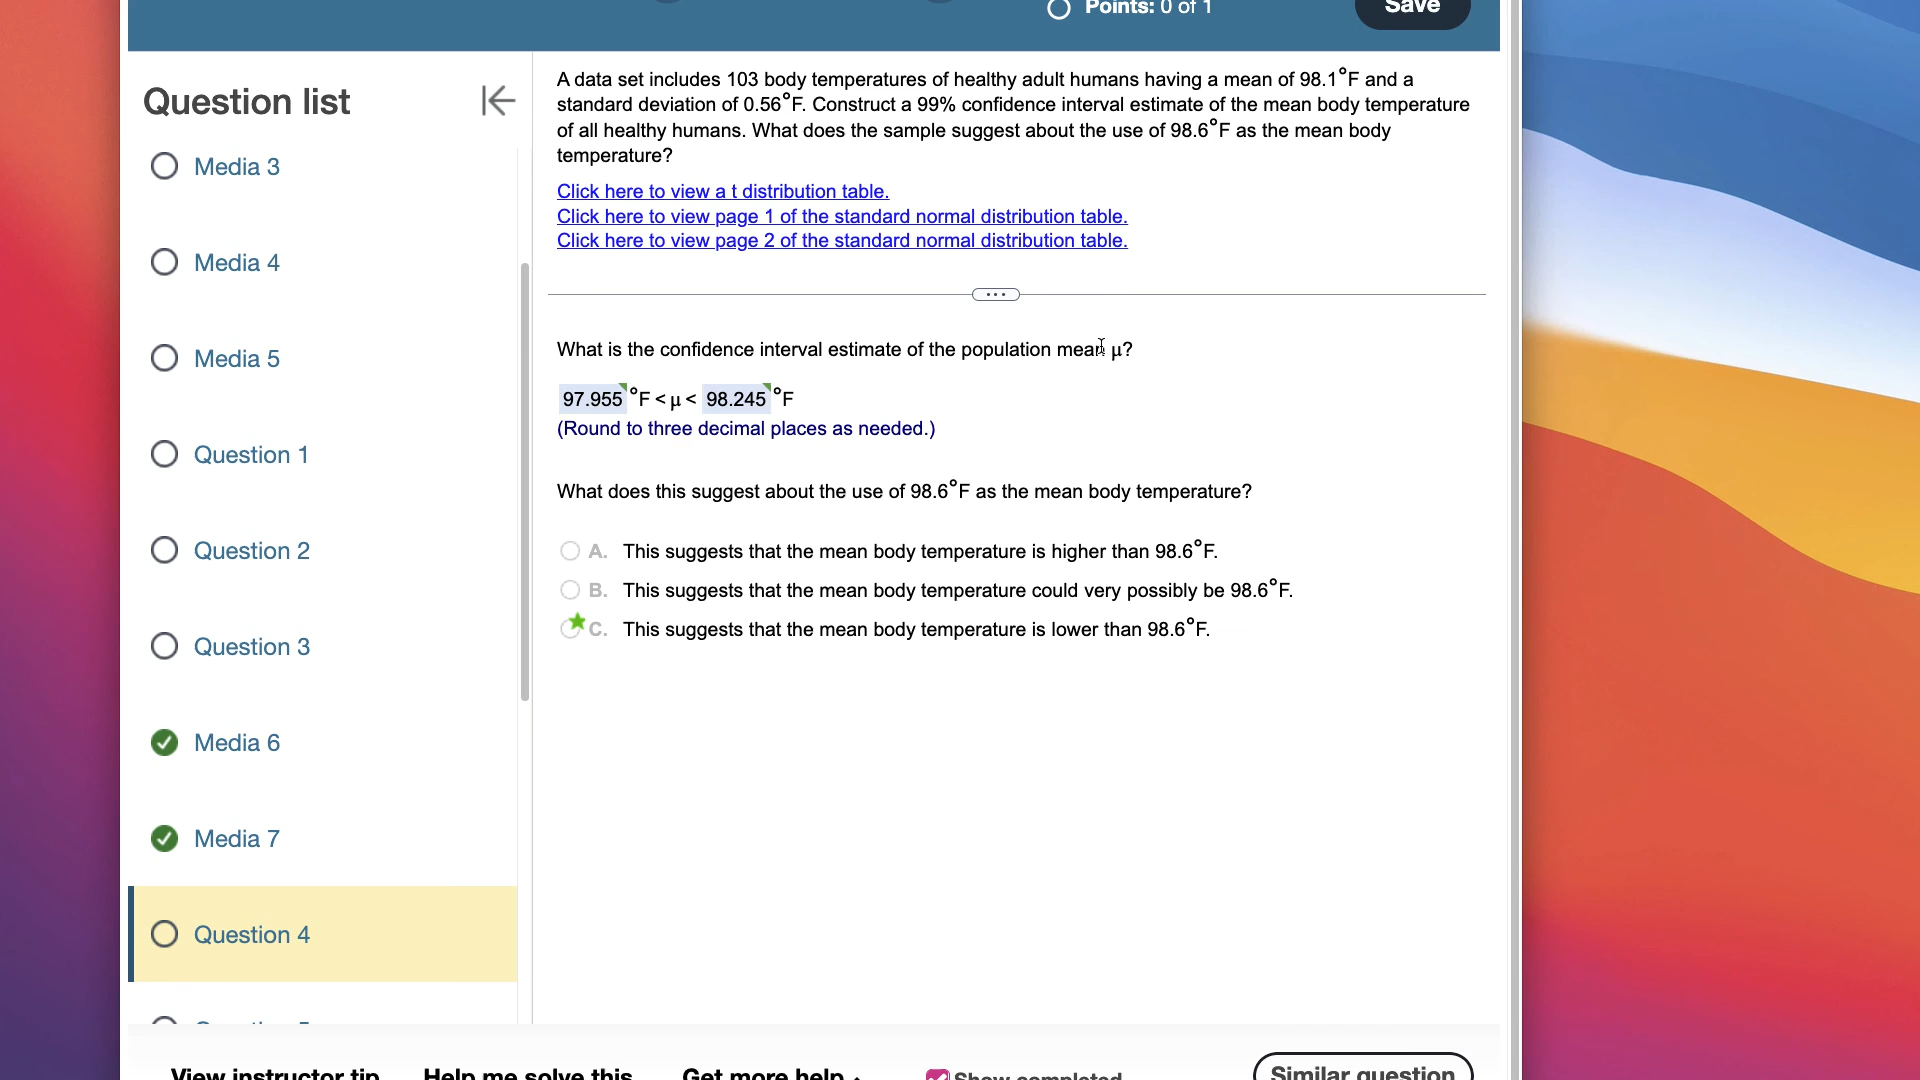 Points: 0 of 1
Save
Question list
Media 3
Media 4
Media 5
Question 1
Question 2
Question 3
Media 6
Media 7
Question 4
A data set includes 103 body temperatures of healthy adult humans having a mean of 98.1°F and a
standard deviation of 0.56°F. Construct a 99% confidence interval estimate of the mean body temperature
of all healthy humans. What does the sample suggest about the use of 98.6°F as the mean body
temperature?
Click here to view a t distribution table.
Click here to view page 1 of the standard normal distribution table.
Click here to view page 2 of the standard normal distribution table.
What is the confidence interval estimate of the population mean μ?
97.955 °F < μ < 98.245 °F
(Round to three decimal places as needed.)
What does this suggest about the use of 98.6°F as the mean body temperature?
A. This suggests that the mean body temperature is higher than 98.6°F.
B. This suggests that the mean body temperature could very possibly be 98.6°F.
C. This suggests that the mean body temperature is lower than 98.6°F.
View instructor tip
Help me solve this
Get more help
Show completed
Similar question